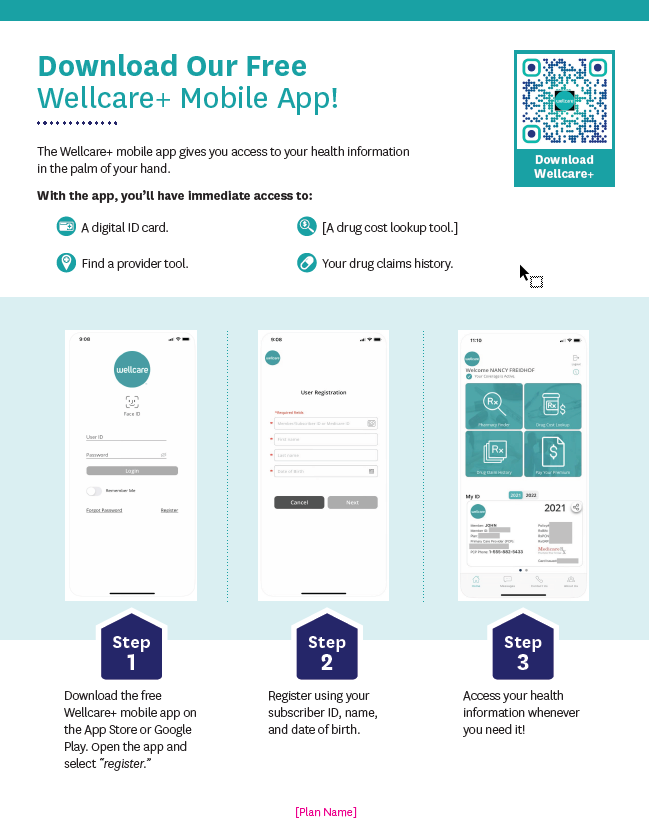 Download Our Free
Wellcare+ Mobile App!
wellcare
Download
Wellcare+
The Wellcare+ mobile app gives you access to your health information
in the palm of your hand.
With the app, you'll have immediate access to:
A digital ID card.
[A drug cost lookup tool.]
Find a provider tool.
Your drug claims history.
9:08
wellcare
Face ID
User ID
Password
Login
Remember Me
Forgot Password
Register
9:08
wellcare
User Registration
*Required fields
Member/Subscriber ID or Medicare ID
* First name
* Last name
* Date of Birth
Cancel
Next
11:10
wellcare
Welcome NANCY FREIDHOF
Your Coverage is Active
Rx
Pharmacy Finder
Rx $
Drug Cost Lookup
Rx
Drug Claim History
$
Pay Your Premium
My ID
2021
2022
wellcare
2021
Member: JOHN
Member ID:
Plan:
Primary Care Provider (PCP):
PCP Phone: 1-555-682-5433
Medicare
Step
1
Step
2
Step
3
Download the free
Wellcare+ mobile app on
the App Store or Google
Play. Open the app and
select “register.”
Register using your
subscriber ID, name,
and date of birth.
Access your health
information whenever
you need it!
[Plan Name]